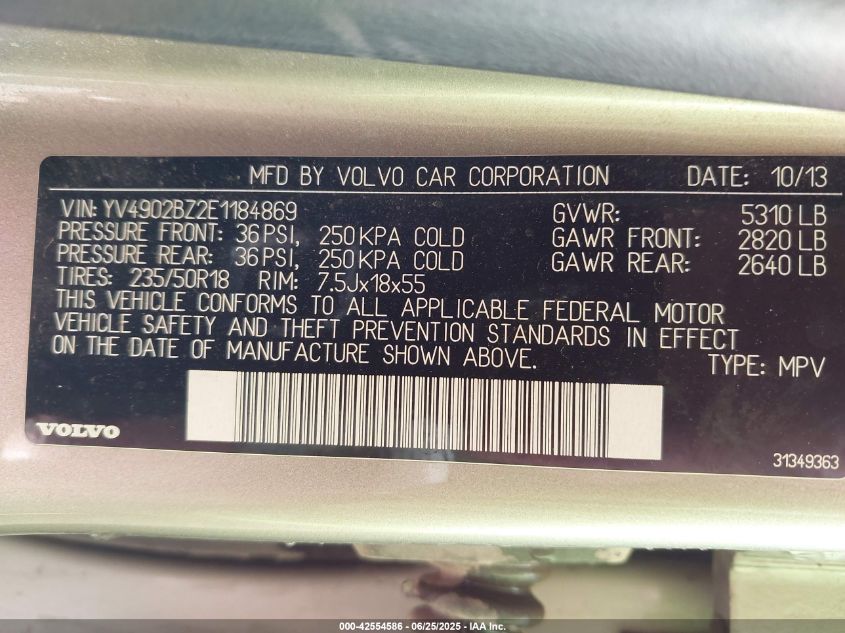 MFD BY VOLVO CAR CORPORATION DATE: 10/13
VIN: YV4902BZ2E1184869 GVWR: 5310 LB
PRESSURE FRONT: 36 PSI, 250 KPA COLD GAWR FRONT: 2820 LB
PRESSURE REAR: 36 PSI, 250 KPA COLD GAWR REAR: 2640 LB
TIRES: 235/50R18 RIM: 7.5Jx18x55
THIS VEHICLE CONFORMS TO ALL APPLICABLE FEDERAL MOTOR
VEHICLE SAFETY AND THEFT PREVENTION STANDARDS IN EFFECT
ON THE DATE OF MANUFACTURE SHOWN ABOVE.
TYPE: MPV
VOLVO
31349363
000-42554586 - 06/25/2025 - IAA Inc.